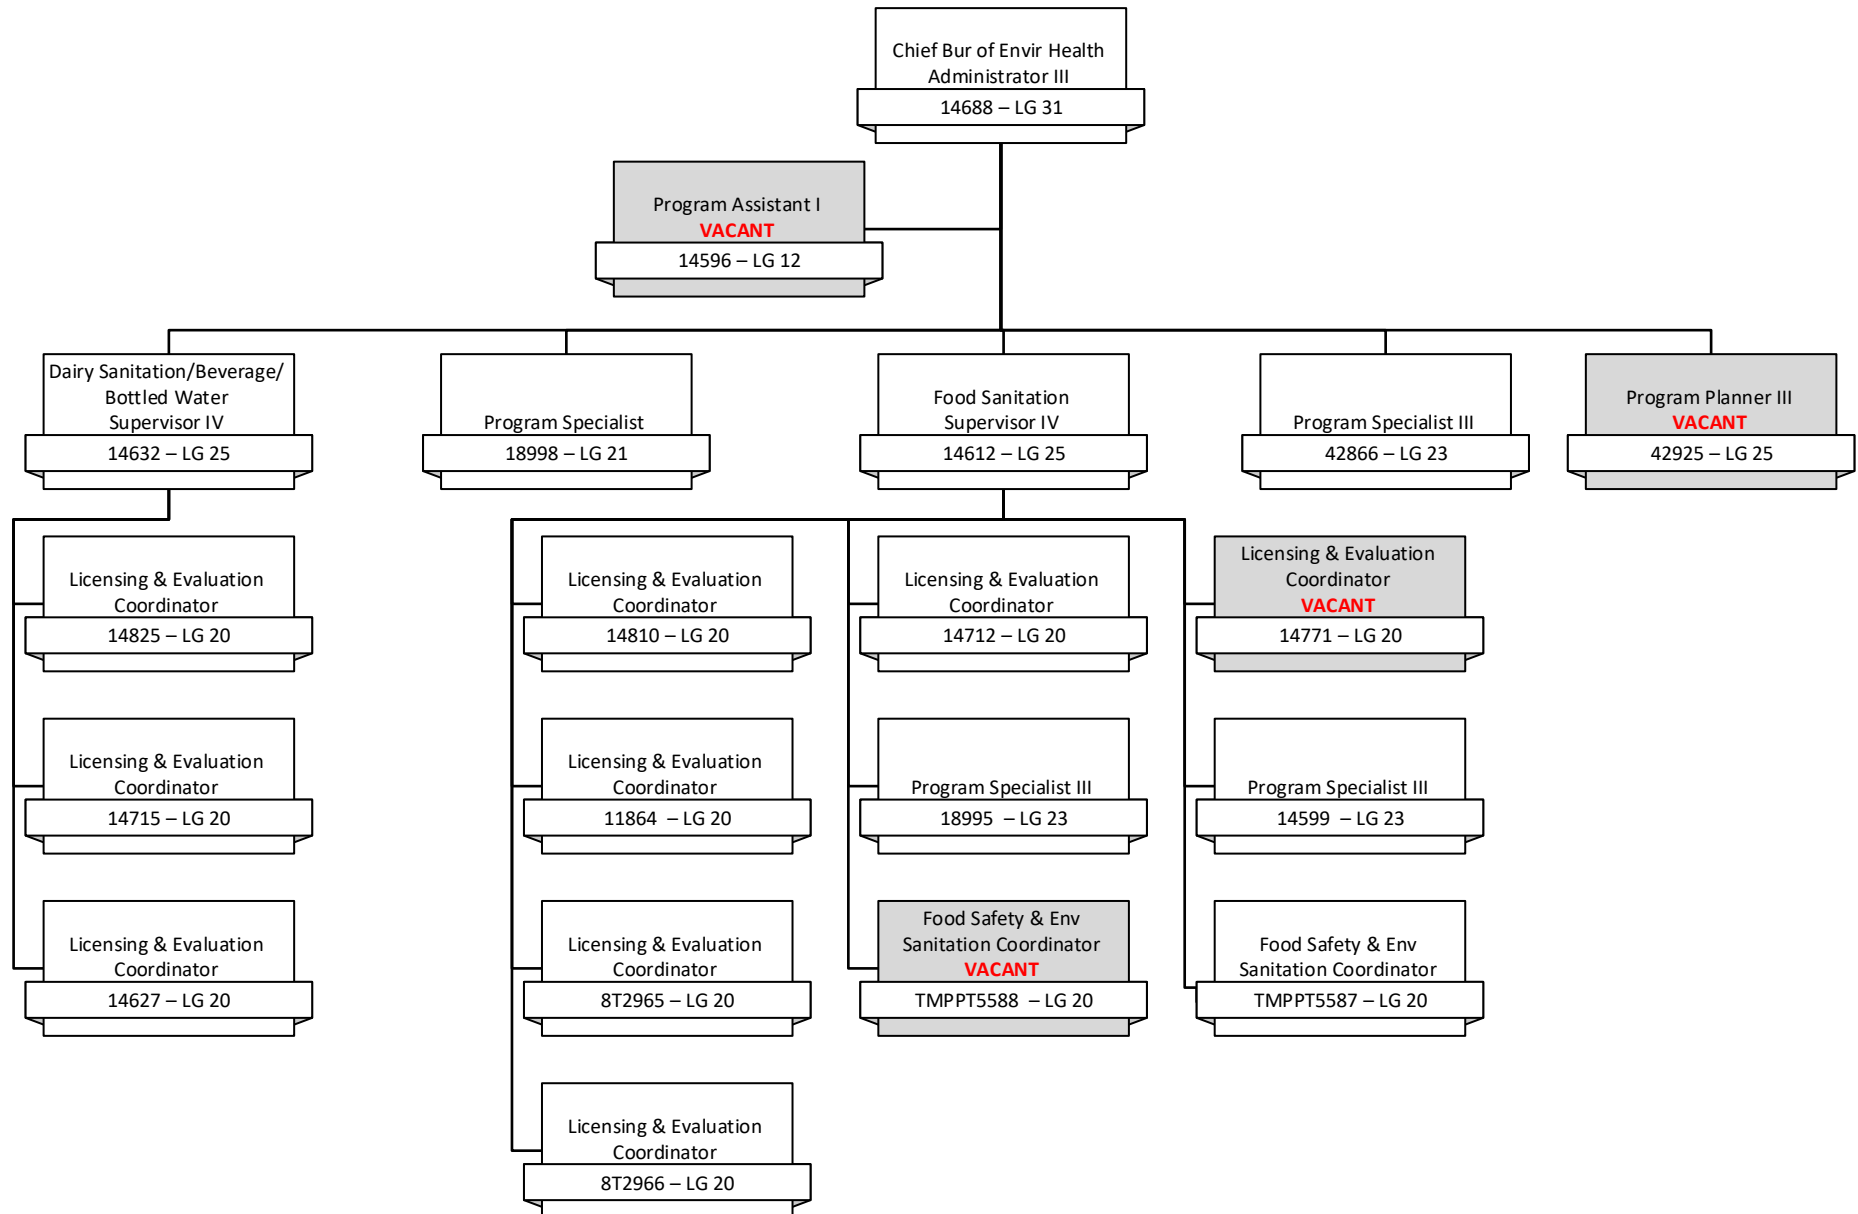 Chief Bur of Envir Health
Administrator III
14688 – LG 31
Program Assistant I
VACANT
14596 – LG 12
Dairy Sanitation/Beverage/
Bottled Water
Supervisor IV
14632 – LG 25
Program Specialist
18998 – LG 21
Food Sanitation
Supervisor IV
14612 – LG 25
Program Specialist III
42866 – LG 23
Program Planner III
VACANT
42925 – LG 25
Licensing & Evaluation
Coordinator
14825 – LG 20
Licensing & Evaluation
Coordinator
14810 – LG 20
Licensing & Evaluation
Coordinator
14712 – LG 20
Licensing & Evaluation
Coordinator
VACANT
14771 – LG 20
Licensing & Evaluation
Coordinator
14715 – LG 20
Licensing & Evaluation
Coordinator
11864 – LG 20
Program Specialist III
18995 – LG 23
Program Specialist III
14599 – LG 23
Licensing & Evaluation
Coordinator
14627 – LG 20
Licensing & Evaluation
Coordinator
8T2965 – LG 20
Food Safety & Env
Sanitation Coordinator
VACANT
TMPPT5588 – LG 20
Food Safety & Env
Sanitation Coordinator
TMPPT5587 – LG 20
Licensing & Evaluation
Coordinator
8T2966 – LG 20